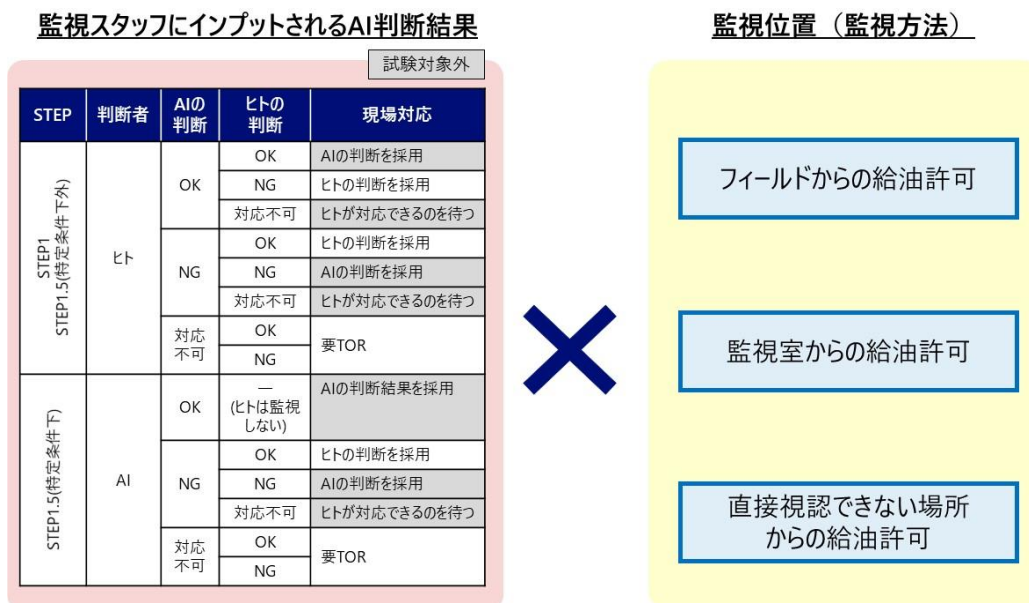 監視スタッフにインプットされるAI判断結果
試験対象外
STEP 判断者 AIの判断 ヒトの判断 現場対応
STEP1
STEP1.5(特定条件下外)
ヒト
OK
OK AIの判断を採用
NG ヒトの判断を採用
対応不可 ヒトが対応できるのを待つ
NG
OK ヒトの判断を採用
NG AIの判断を採用
対応不可 ヒトが対応できるのを待つ
対応
不可
OK 要TOR
NG
STEP1.5(特定条件下)
AI
OK
―
(ヒトは監視
しない)
AIの判断結果を採用
NG
OK ヒトの判断を採用
NG AIの判断を採用
対応不可 ヒトが対応できるのを待つ
対応
不可
OK 要TOR
NG
×
監視位置（監視方法）
フィールドからの給油許可
監視室からの給油許可
直接視認できない場所
からの給油許可